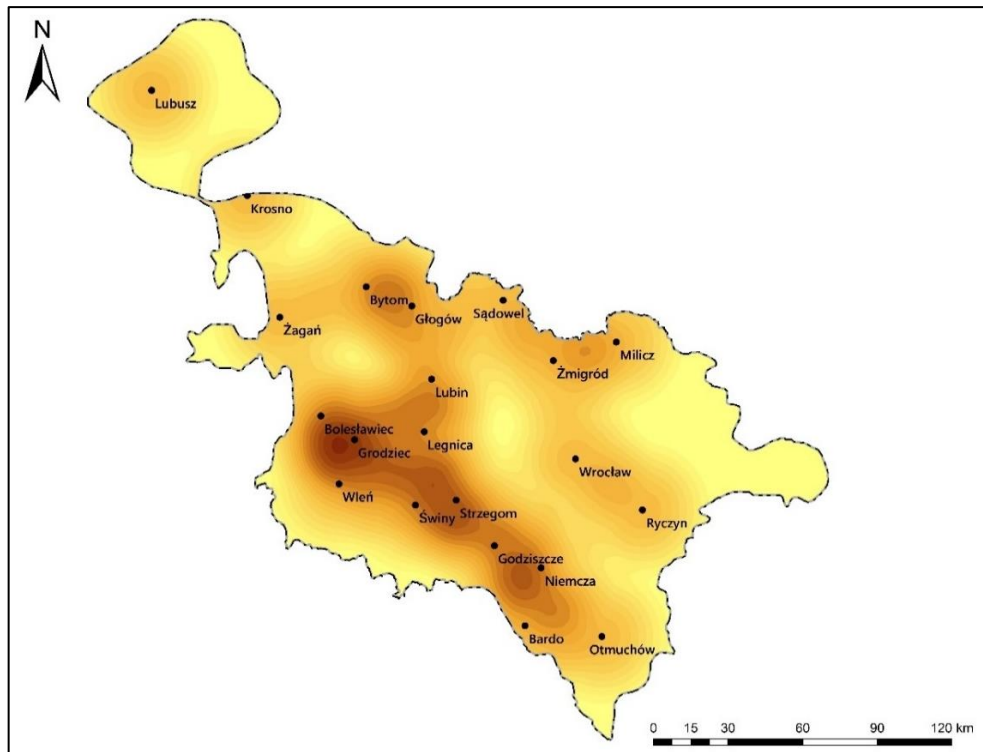 N
Lubusz
Krosno
Bytom
Głogów
Sądowel
Żagań
Milicz
Żmigród
Lubin
Bolesławiec
Legnica
Grodziec
Wrocław
Wleń
Świny
Strzegom
Ryczyn
Godziszcze
Niemcza
Bardo
Otmuchów
0 15 30 60 90 120 km